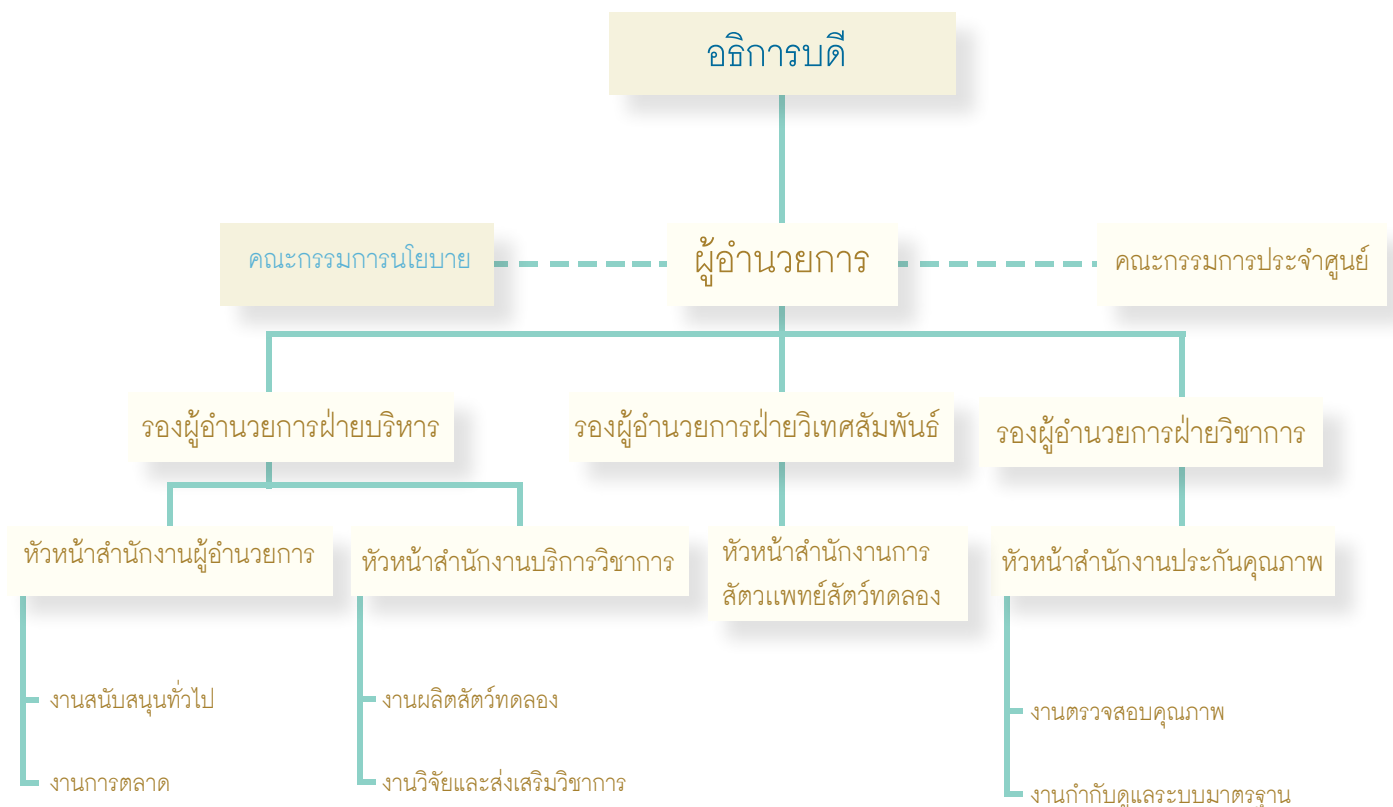 อธิการบดี
คณะกรรมการนโยบาย
ผู้อำนวยการ
คณะกรรมการประจำศูนย์
รองผู้อำนวยการฝ่ายบริหาร
รองผู้อำนวยการฝ่ายวิเทศสัมพันธ์
รองผู้อำนวยการฝ่ายวิชาการ
หัวหน้าสำนักงานผู้อำนวยการ
หัวหน้าสำนักงานบริการวิชาการ
หัวหน้าสำนักงานการ
สัตวแพทย์สัตว์ทดลอง
หัวหน้าสำนักงานประกันคุณภาพ
งานสนับสนุนทั่วไป
งานการตลาด
งานผลิตสัตว์ทดลอง
งานวิจัยและส่งเสริมวิชาการ
งานตรวจสอบคุณภาพ
งานกำกับดูแลระบบมาตรฐาน